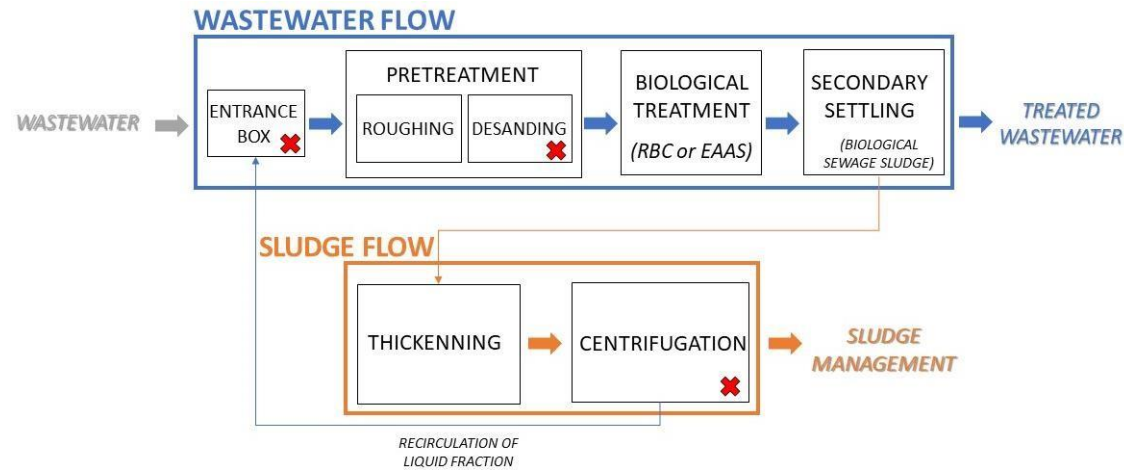 WASTEWATER FLOW
WASTEWATER
ENTRANCE
BOX
PRETREATMENT
ROUGHING
DESANDING
BIOLOGICAL
TREATMENT
(RBC or EAAS)
SECONDARY
SETTLING
(BIOLOGICAL
SEWAGE SLUDGE)
TREATED
WASTEWATER
SLUDGE FLOW
THICKENNING
CENTRIFUGATION
SLUDGE
MANAGEMENT
RECIRCULATION OF
LIQUID FRACTION